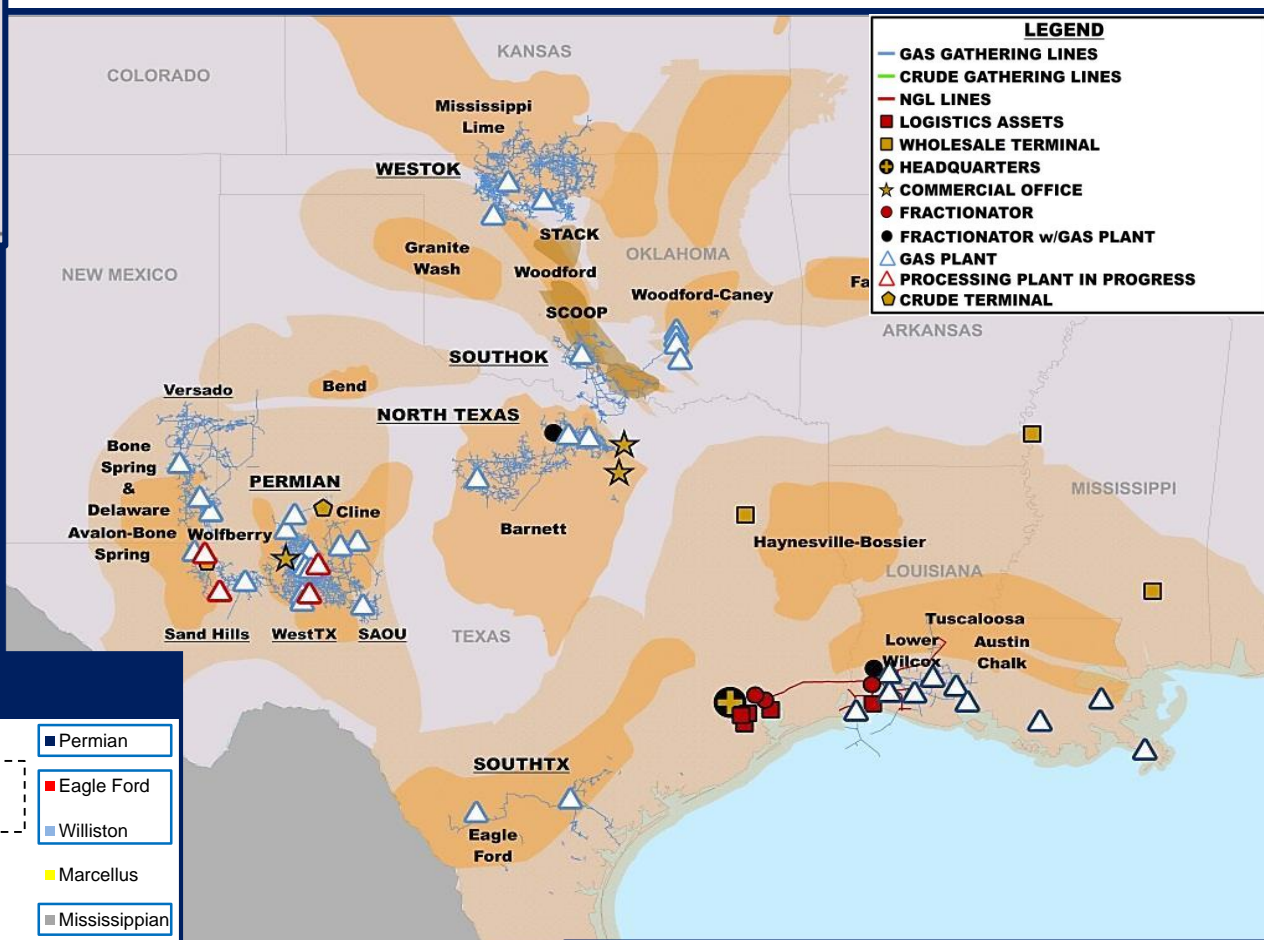 LEGEND
GAS GATHERING LINES
CRUDE GATHERING LINES
NGL LINES
LOGISTICS ASSETS
WHOLESALE TERMINAL
HEADQUARTERS
COMMERCIAL OFFICE
FRACTIONATOR
FRACTIONATOR w/GAS PLANT
GAS PLANT
PROCESSING PLANT IN PROGRESS
CRUDE TERMINAL
KANSAS
COLORADO
Mississippi
Lime
WESTOK
STACK
Granite
Wash
Woodford
OKLAHOMA
NEW MEXICO
Woodford-Caney
Fa
SCOOP
ARKANSAS
SOUTHOK
Versado
Bend
NORTH TEXAS
Bone
Spring
&
Delaware
PERMIAN
Cline
MISSISSIPPI
Avalon-Bone
Spring
Wolfberry
Barnett
Haynesville-Bossier
LOUISIANA
Sand Hills
WestTX
SAOU
TEXAS
Tuscaloosa
Lower
Wilcox
Austin
Chalk
SOUTHTX
Eagle
Ford
Permian
Eagle Ford
Williston
Marcellus
Mississippian